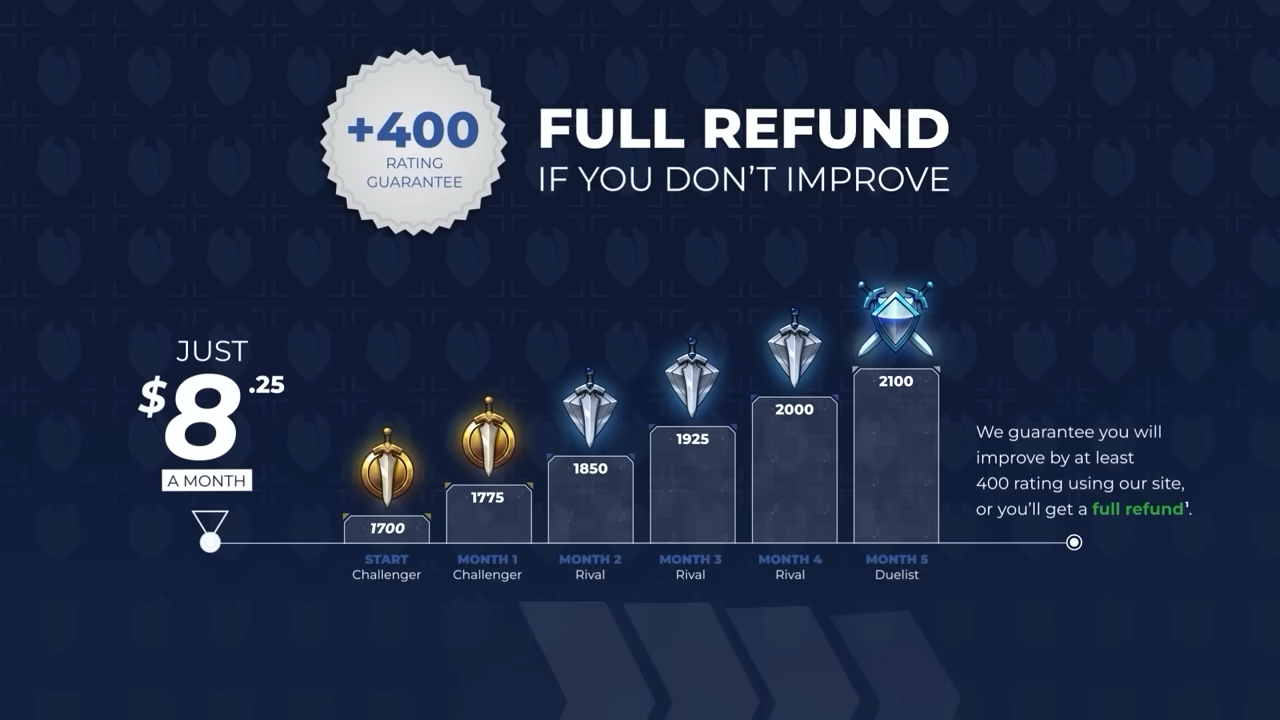 +400
RATING
GUARANTEE
FULL REFUND
IF YOU DON'T IMPROVE
JUST
$8.25
A MONTH
1700
1775
1850
1925
2000
2100
START
Challenger
MONTH 1
Challenger
MONTH 2
Rival
MONTH 3
Rival
MONTH 4
Rival
MONTH 5
Duelist
We guarantee you will
improve by at least
400 rating using our site,
or you'll get a full refund¹.